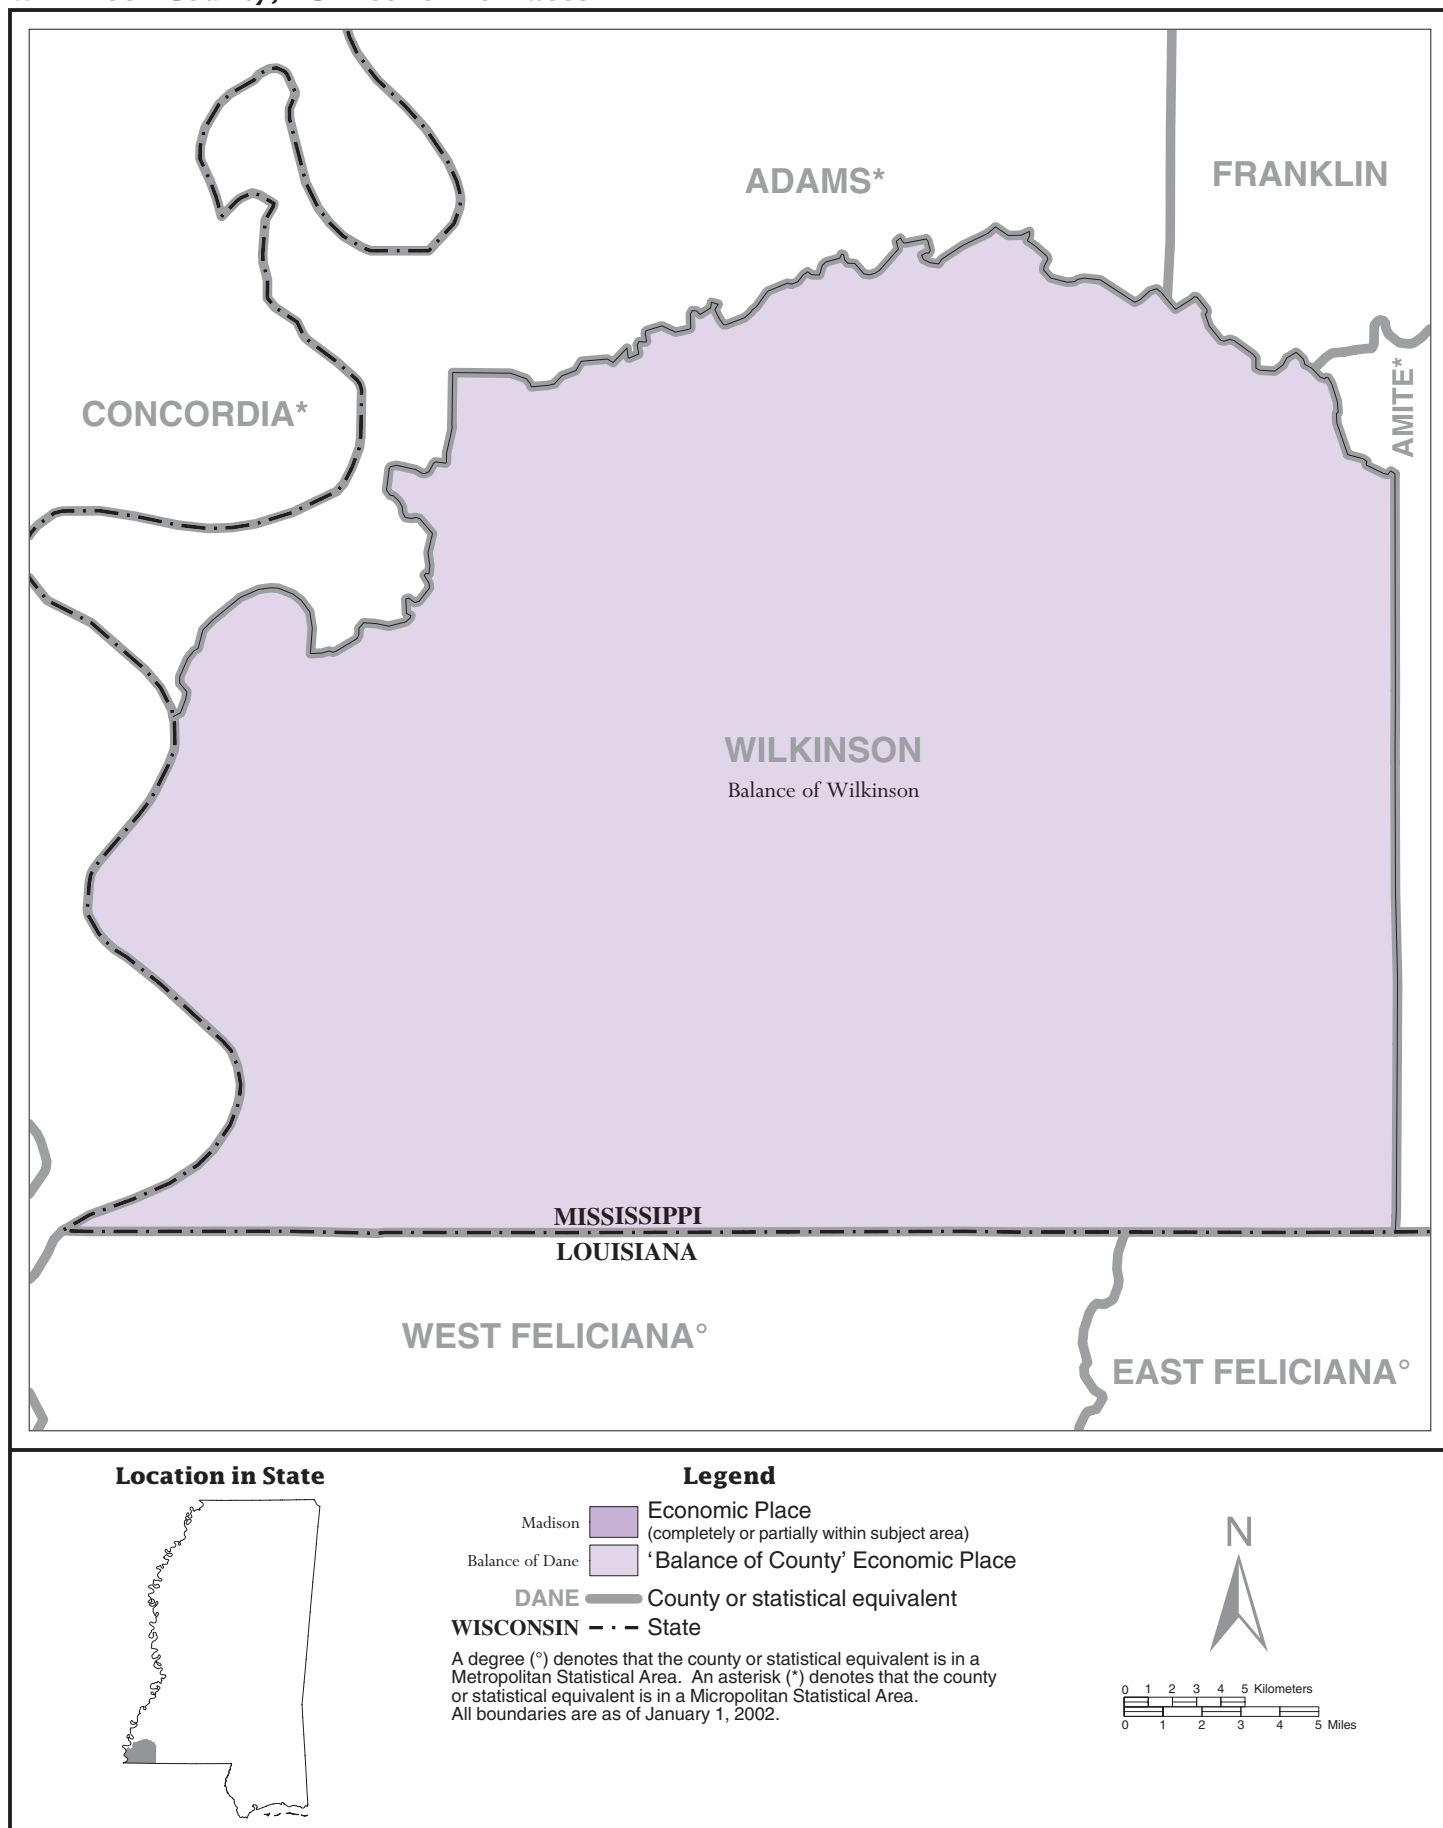 ADAMS*
FRANKLIN
CONCORDIA*
AMITE*
WILKINSON
Balance of Wilkinson
MISSISSIPPI
LOUISIANA
WEST FELICIANA°
EAST FELICIANA°
Location in State
Legend
Madison
Economic Place
(completely or partially within subject area)
Balance of Dane
‘Balance of County’ Economic Place
DANE
County or statistical equivalent
WISCONSIN
State
A degree (°) denotes that the county or statistical equivalent is in a
Metropolitan Statistical Area. An asterisk (*) denotes that the county
or statistical equivalent is in a Micropolitan Statistical Area.
All boundaries are as of January 1, 2002.
N
0 1 2 3 4 5 Kilometers
0 1 2 3 4 5 Miles